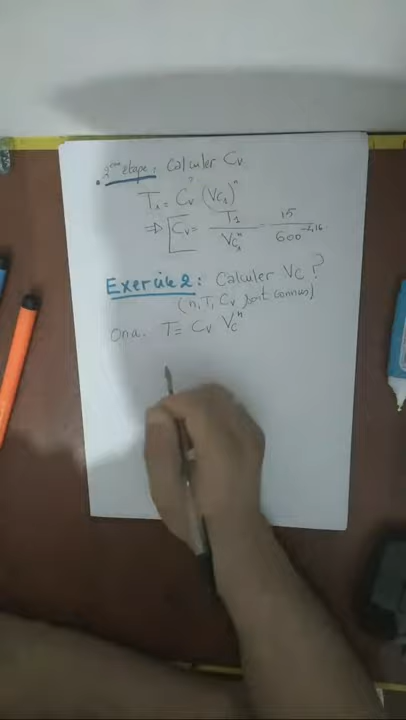 2ème étape: Calculer Cv
T1 = Cv (Vc1)^n
=> Cv = T1 / Vc1^n = 15 / 600^-2,16
Exercice 2: Calculer Vc?
(n, T, Cv sont connus)
On a. T = Cv Vc^n